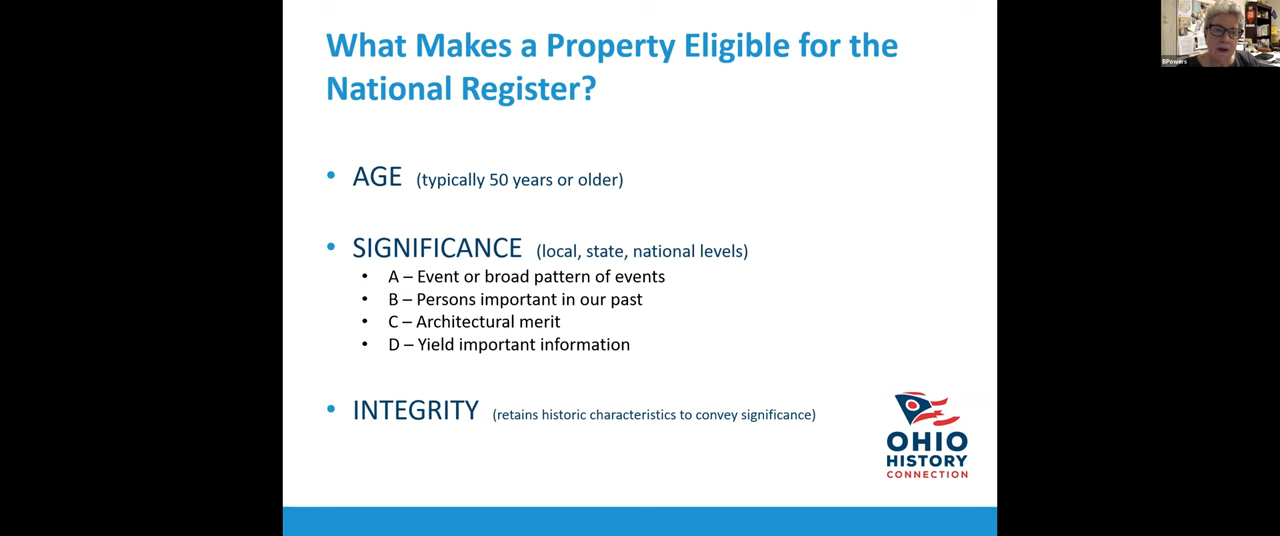 What Makes a Property Eligible for the
National Register?
• AGE (typically 50 years or older)
• SIGNIFICANCE (local, state, national levels)
• A – Event or broad pattern of events
• B – Persons important in our past
• C – Architectural merit
• D – Yield important information
• INTEGRITY (retains historic characteristics to convey significance)
OHIO
HISTORY
CONNECTION
BPowers